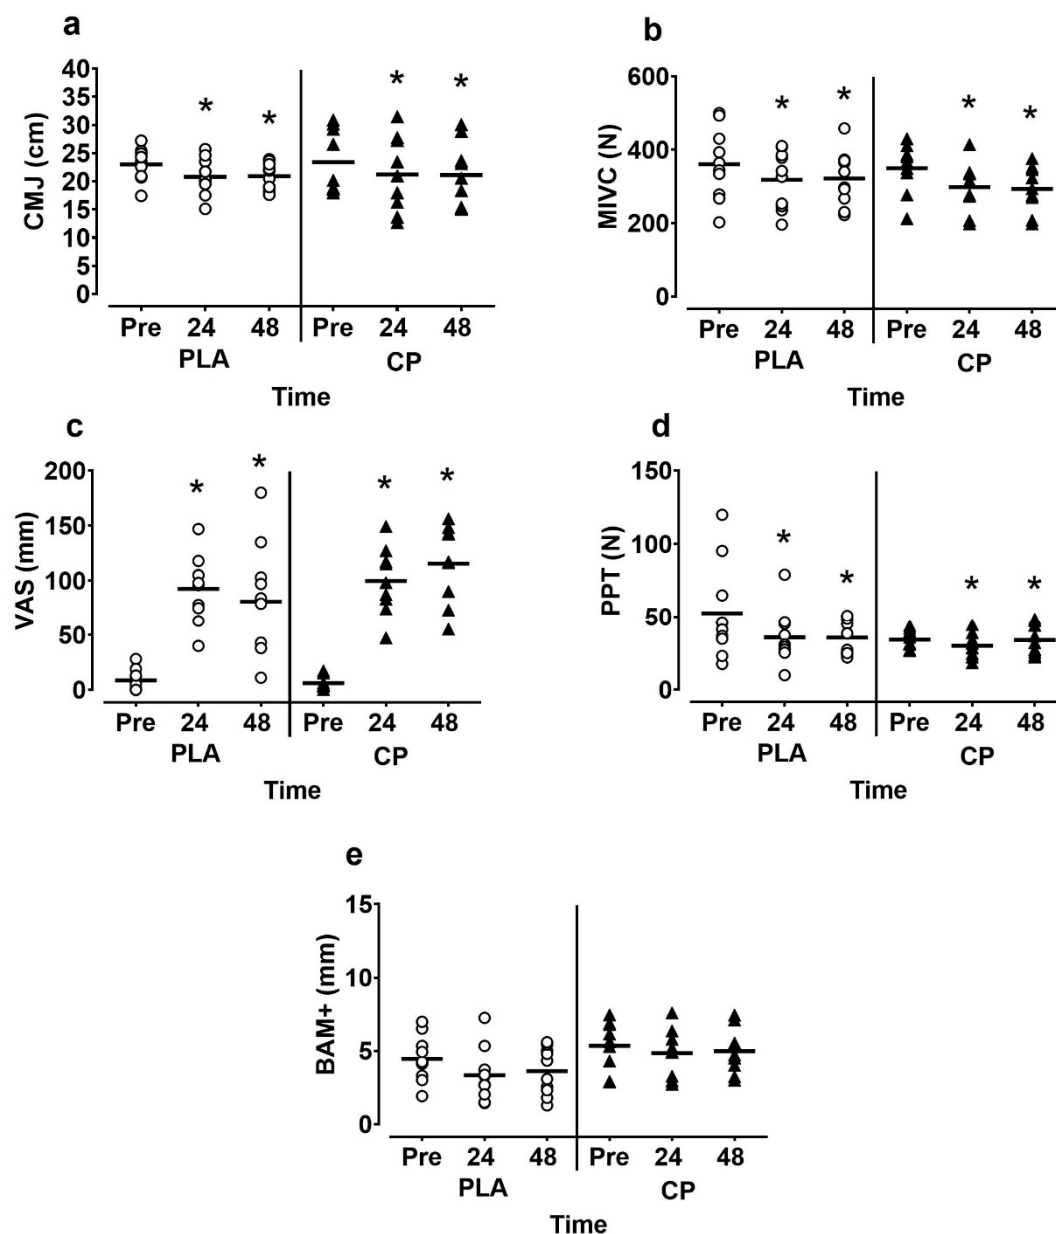 a
CMJ (cm)
40
35
30
25
20
15
10
5
0
* * * *
Pre 24 48 Pre 24 48
PLA CP
Time
b
MIVC (N)
600
400
200
0
* * * *
Pre 24 48 Pre 24 48
PLA CP
Time
c
VAS (mm)
200
150
100
50
0
* * * *
Pre 24 48 Pre 24 48
PLA CP
Time
d
PPT (N)
150
100
50
0
* * * *
Pre 24 48 Pre 24 48
PLA CP
Time
e
BAM+ (mm)
15
10
5
0
Pre 24 48 Pre 24 48
PLA CP
Time